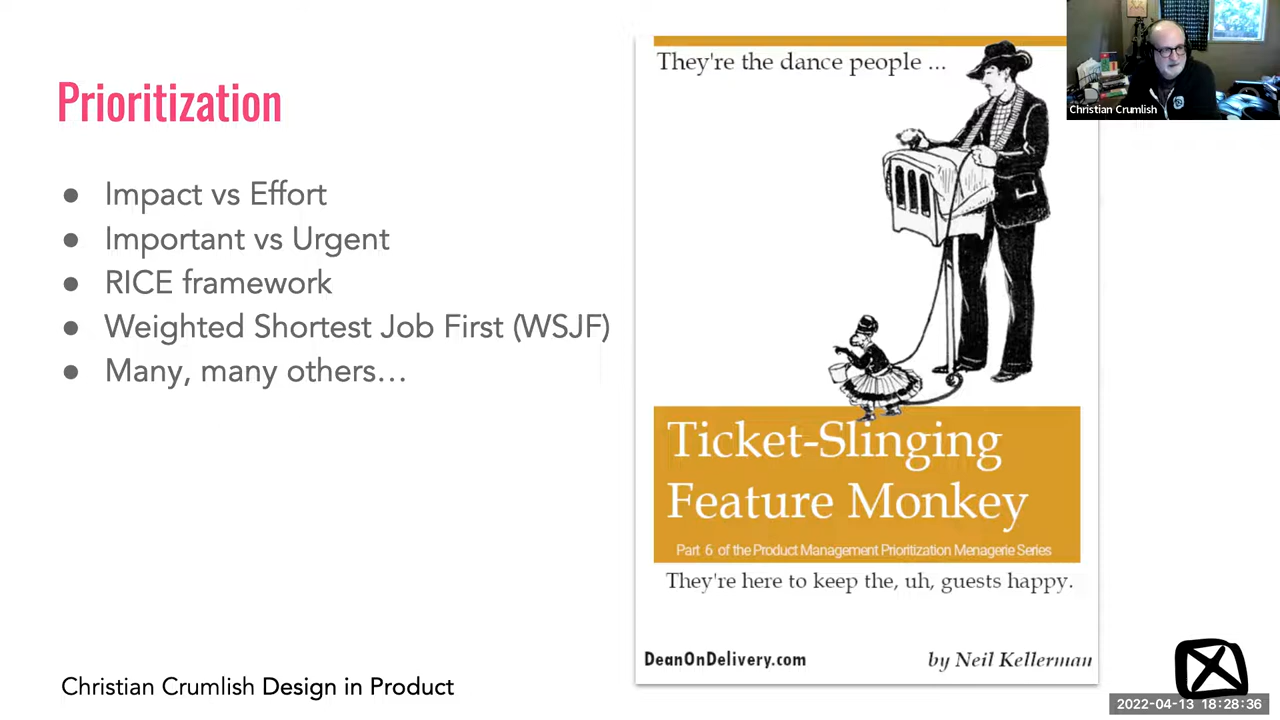 Prioritization
● Impact vs Effort
● Important vs Urgent
● RICE framework
● Weighted Shortest Job First (WSJF)
● Many, many others…
They're the dance people ...
Ticket-Slinging
Feature Monkey
Part 6 of the Product Management Prioritization Menagerie Series
They're here to keep the, uh, guests happy.
DeanOnDelivery.com
by Neil Kellerman
Christian Crumlish
Christian Crumlish Design in Product
2022-04-13 18:28:36